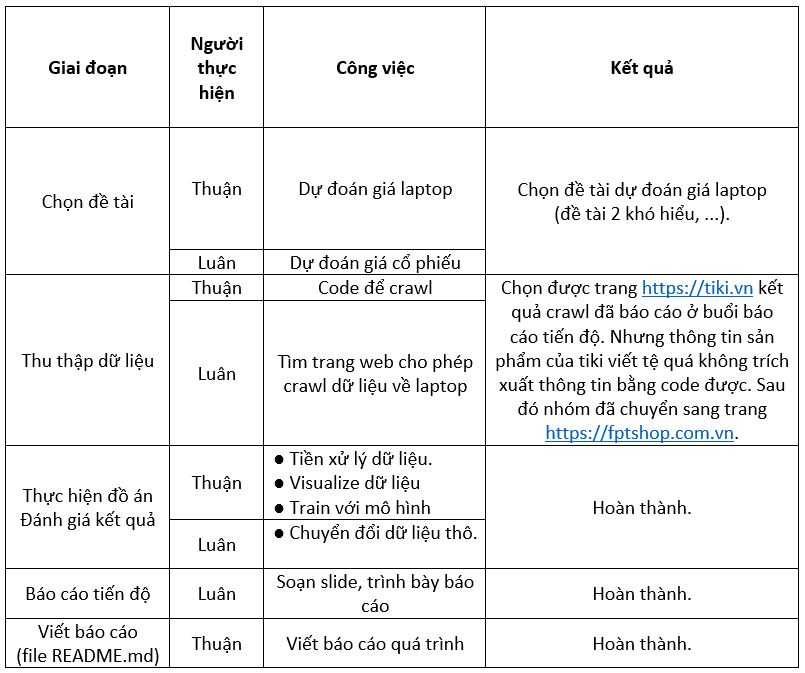 Giai đoạn
Người
thực
hiện
Công việc
Kết quả
Chọn đề tài
Thuận
Dự đoán giá laptop
Chọn đề tài dự đoán giá laptop
(đề tài 2 khó hiểu, ...).
Luân
Dự đoán giá cổ phiếu
Thu thập dữ liệu
Thuận
Code để crawl
Luân
Tìm trang web cho phép
crawl dữ liệu về laptop
Chọn được trang https://tiki.vn kết
quả crawl đã báo cáo ở buổi báo
cáo tiến độ. Nhưng thông tin sản
phẩm của tiki viết tệ quá không trích
xuất thông tin bằng code được. Sau
đó nhóm đã chuyển sang trang
https://fptshop.com.vn.
Thực hiện đồ án
Đánh giá kết quả
Thuận
● Tiền xử lý dữ liệu.
● Visualize dữ liệu
● Train với mô hình
Luân
● Chuyển đổi dữ liệu thô.
Hoàn thành.
Báo cáo tiến độ
Luân
Soạn slide, trình bày báo
cáo
Hoàn thành.
Viết báo cáo
(file README.md)
Thuận
Viết báo cáo quá trình
Hoàn thành.